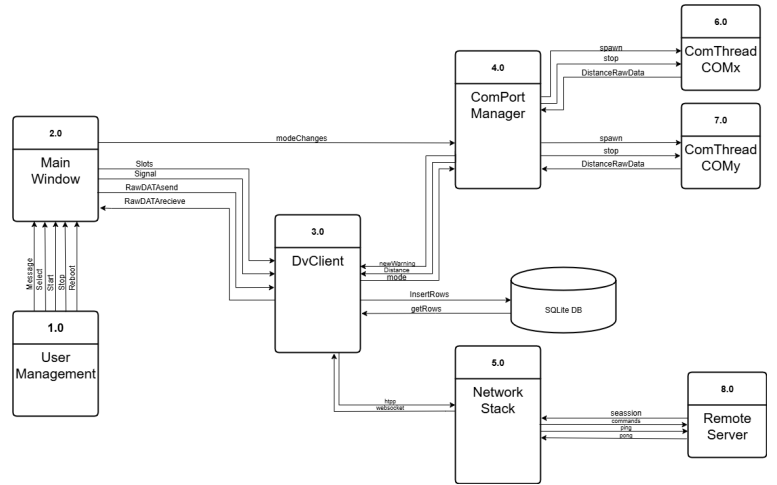 6.0
ComThread
COMx
spawn
stop
DistanceRawData
4.0
ComPort
Manager
7.0
ComThread
COMy
spawn
stop
DistanceRawData
2.0
Main
Window
modeChanges
Slots
Signal
RawDATAsend
RawDATArecieve
3.0
DvClient
newWarning
Distance
mode
Message
Select
Start
Stop
Reboot
InsertRows
getRows
SQLite DB
1.0
User
Management
5.0
Network
Stack
htpp
websocket
8.0
Remote
Server
seassion
commands
ping
pong